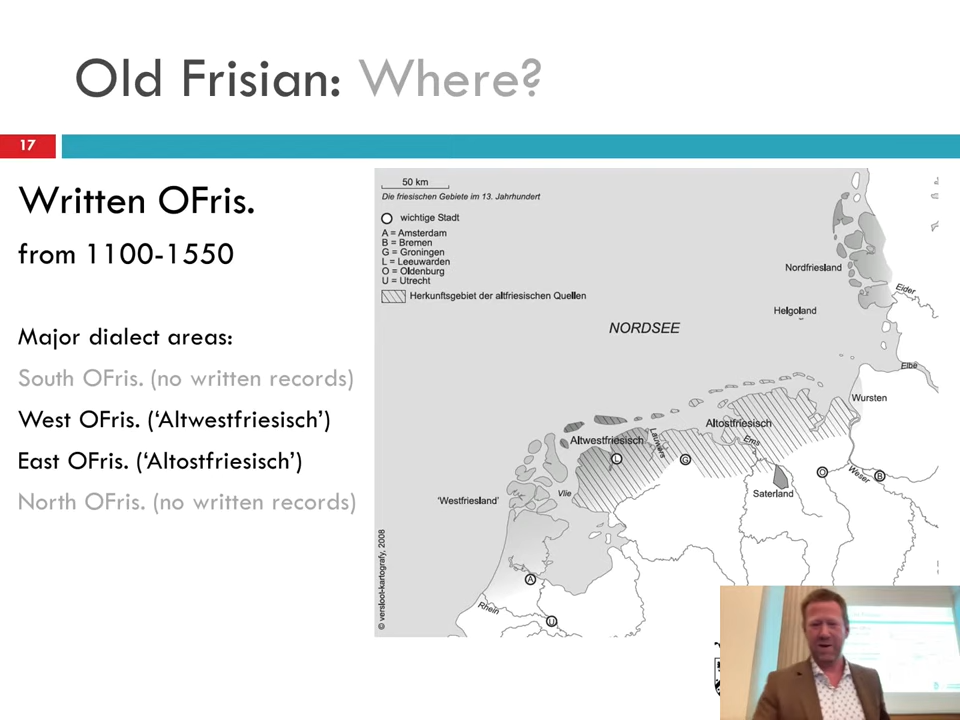 Old Frisian: Where?
17
Written OFris.
from 1100-1550
Major dialect areas:
South OFris. (no written records)
West OFris. ('Altwestfriesisch')
East OFris. ('Altostfriesisch')
North OFris. (no written records)
50 km
Die friesischen Gebiete im 13. Jahrhundert
wichtige Stadt
A = Amsterdam
B = Bremen
G = Groningen
L = Leeuwarden
O = Oldenburg
U = Utrecht
Herkunftsgebiet der altfriesischen Quellen
Nordfriesland
Eider
Helgoland
NORDSEE
Elbe
Wursten
Altostfriesisch
Altwestfriesisch
Lauwers
Ems
L
G
O
Weser
B
Saterland
Vlie
'Westfriesland'
A
Rhein
U
© versloot-kartografy, 2008